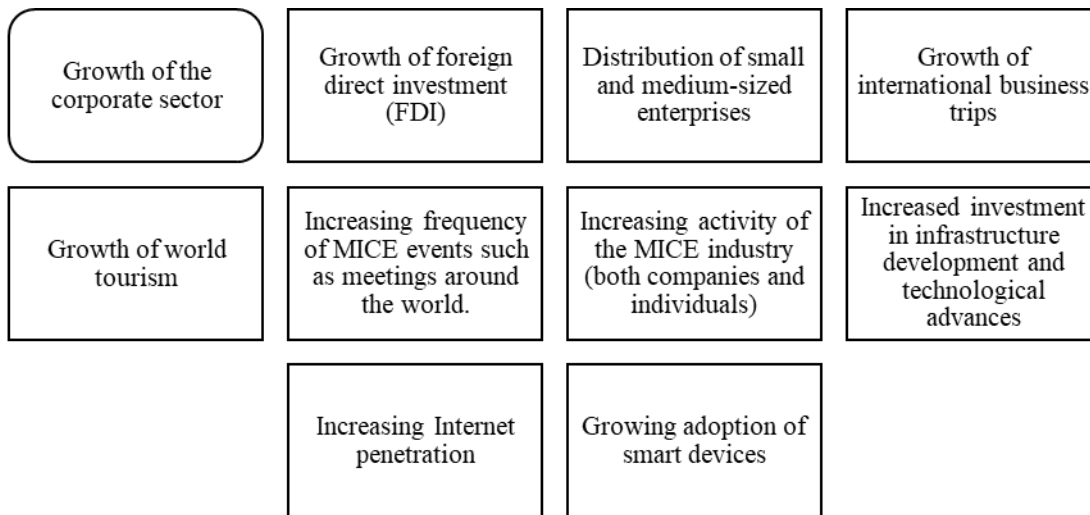 Growth of the
corporate sector
Growth of foreign
direct investment
(FDI)
Distribution of small
and medium-sized
enterprises
Growth of
international business
trips
Growth of world
tourism
Increasing frequency
of MICE events such
as meetings around
the world.
Increasing activity of
the MICE industry
(both companies and
individuals)
Increased investment
in infrastructure
development and
technological
advances
Increasing Internet
penetration
Growing adoption of
smart devices